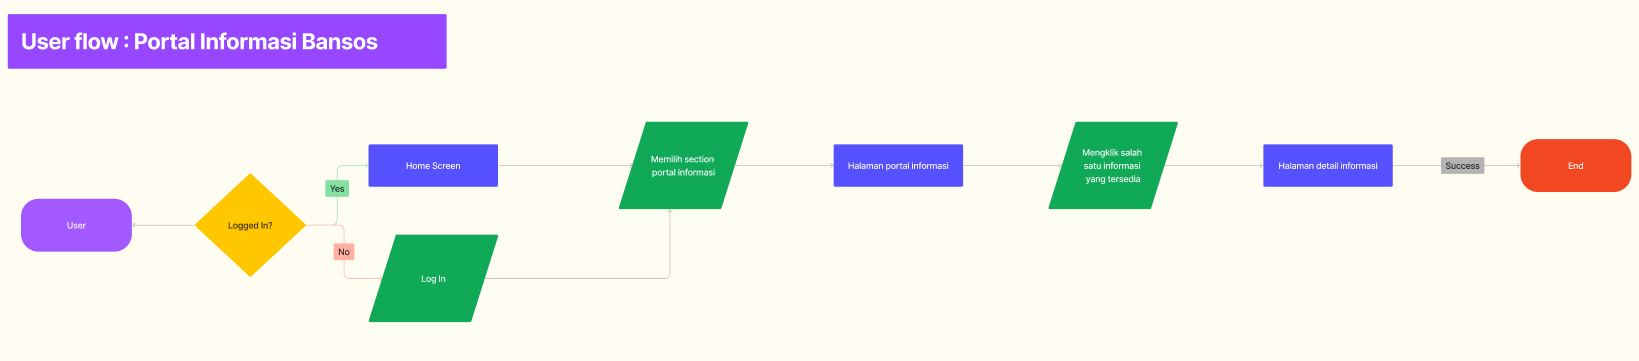 User flow : Portal Informasi Bansos
User
Logged In?
Yes
No
Home Screen
Log In
Memilih section
portal informasi
Halaman portal informasi
Mengklik salah
satu informasi
yang tersedia
Halaman detail informasi
Success
End